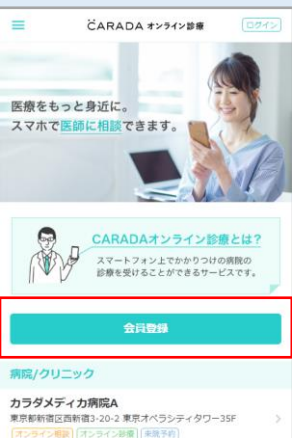 CARADA オンライン診療
ログイン
医療をもっと身近に。
スマホで医師に相談できます。
CARADAオンライン診療とは？
スマートフォン上でかかりつけの病院の
診療を受けることができるサービスです。
会員登録
病院/クリニック
カラダメディカ病院A
東京都新宿区西新宿3-20-2 東京オペラシティタワー35F
オンライン相談 オンライン診療 来院予約